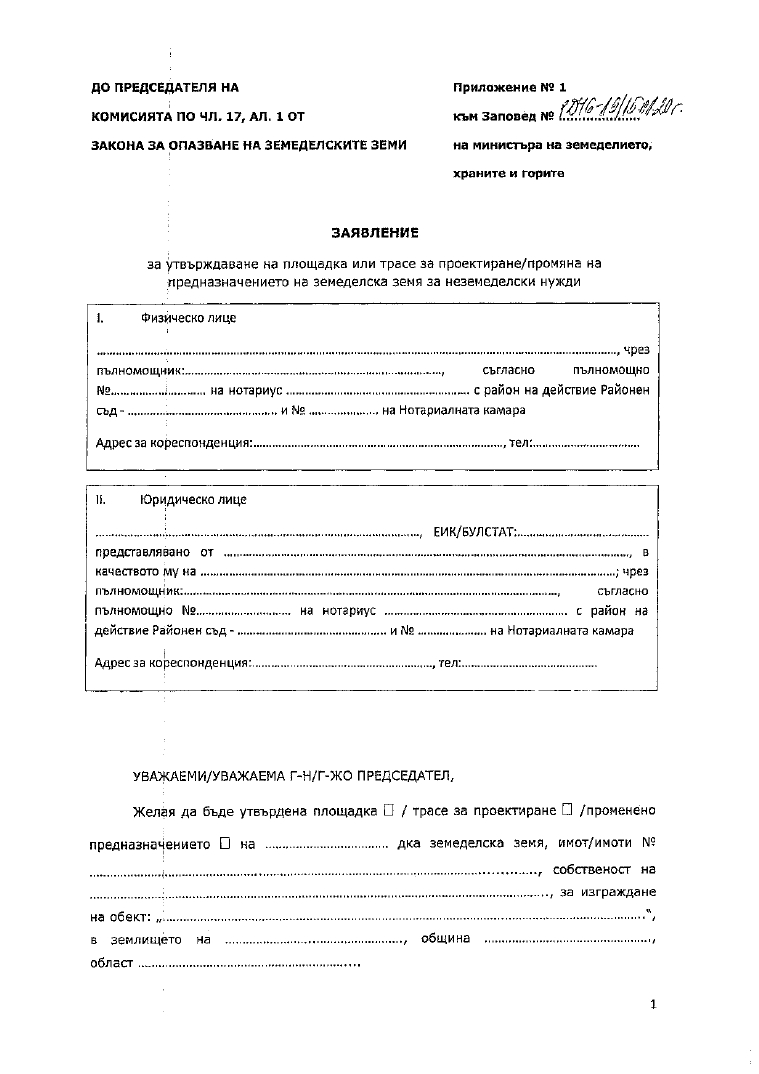 ДО ПРЕДСЕДАТЕЛЯ НА
КОМИСИЯТА ПО ЧЛ. 17, АЛ. 1 ОТ
ЗАКОНА ЗА ОПАЗВАНЕ НА ЗЕМЕДЕЛСКИТЕ ЗЕМИ
Приложение № 1
към Заповед №
на министъра на земеделието,
храните и горите
ЗАЯВЛЕНИЕ
за утвърждаване на площадка или трасе за проектиране/промяна на
предназначението на земеделска земя за неземеделски нужди
I. Физическо лице
................................, чрез
пълномощник:................................, съгласно пълномощно
№................ на нотариус ................................ с район на действие Районен
съд - ................................ и № ................ на Нотариалната камара
Адрес за кореспонденция:................................, тел:................
II. Юридическо лице
................................, ЕИК/БУЛСТАТ:................
представлявано от ................................, в
качеството му на ................................; чрез
пълномощник:................................, съгласно
пълномощно №................ на нотариус ................................ с район на
действие Районен съд - ................................ и № ................ на Нотариалната камара
Адрес за кореспонденция:................................, тел:................
УВАЖАЕМИ/УВАЖАЕМА Г-Н/Г-ЖО ПРЕДСЕДАТЕЛ,
Желая да бъде утвърдена площадка ☐ / трасе за проектиране ☐ /променено
предназначението ☐ на ................ дка земеделска земя, имот/имоти №
................................, собственост на
................................, за изграждане
на обект: „................................“,
в землището на ................................, община ................................,
област ................................
1